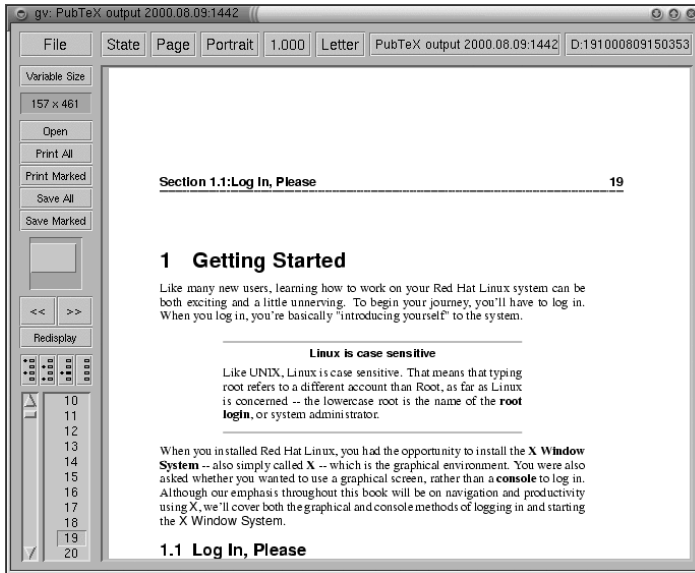 gv: PubTeX output 2000.08.09:1442
File State Page Portrait 1.000 Letter PubTeX output 2000.08.09:1442 D:191000809150353
Variable Size
157 x 461
Open
Print All
Print Marked
Save All
Save Marked
<< >>
Redisplay
10
11
12
13
14
15
16
17
18
19
20
Section 1.1:Log In, Please 19
1 Getting Started
Like many new users, learning how to work on your Red Hat Linux system can be
both exciting and a little unnerving. To begin your journey, you'll have to log in.
When you log in, you're basically "introducing yourself" to the system.
Linux is case sensitive
Like UNIX, Linux is case sensitive. That means that typing
root refers to a different account than Root, as far as Linux
is concerned -- the lowercase root is the name of the root
login, or system administrator.
When you installed Red Hat Linux, you had the opportunity to install the X Window
System -- also simply called X -- which is the graphical environment. You were also
asked whether you wanted to use a graphical screen, rather than a console to log in.
Although our emphasis throughout this book will be on navigation and productivity
using X, we'll cover both the graphical and console methods of logging in and starting
the X Window System.
1.1 Log In, Please